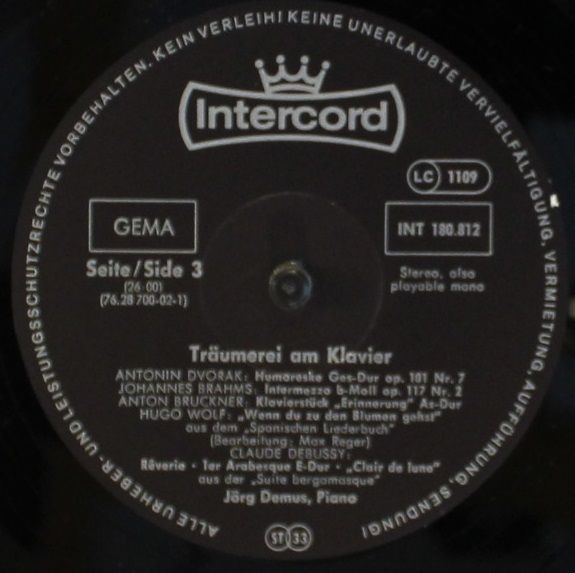 ALLE URHEBER- UND LEISTUNGSSCHUTZRECHTE VORBEHALTEN. KEIN VERLEIH! KEINE UNERLAUBTE VERVIELFÄLTIGUNG, VERMIETUNG, AUFFÜHRUNG, SENDUNG!
Intercord
LC 1109
GEMA
INT 180.812
Seite/Side 3
(26:00)
(76.28 700-02-1)
Stereo, also
playable mono
Träumerei am Klavier
ANTONIN DVORAK: Humoreske Ges-Dur op. 101 Nr. 7
JOHANNES BRAHMS: Intermezzo b-Moll op. 117 Nr. 2
ANTON BRUCKNER: Klavierstück „Erinnerung" As-Dur
HUGO WOLF: „Wenn du zu den Blumen gehst"
aus dem „Spanischen Liederbuch"
(Bearbeitung: Max Reger)
CLAUDE DEBUSSY:
Rêverie · 1er Arabesque E-Dur · „Clair de lune"
aus der „Suite bergamasque"
Jörg Demus, Piano
ST 33